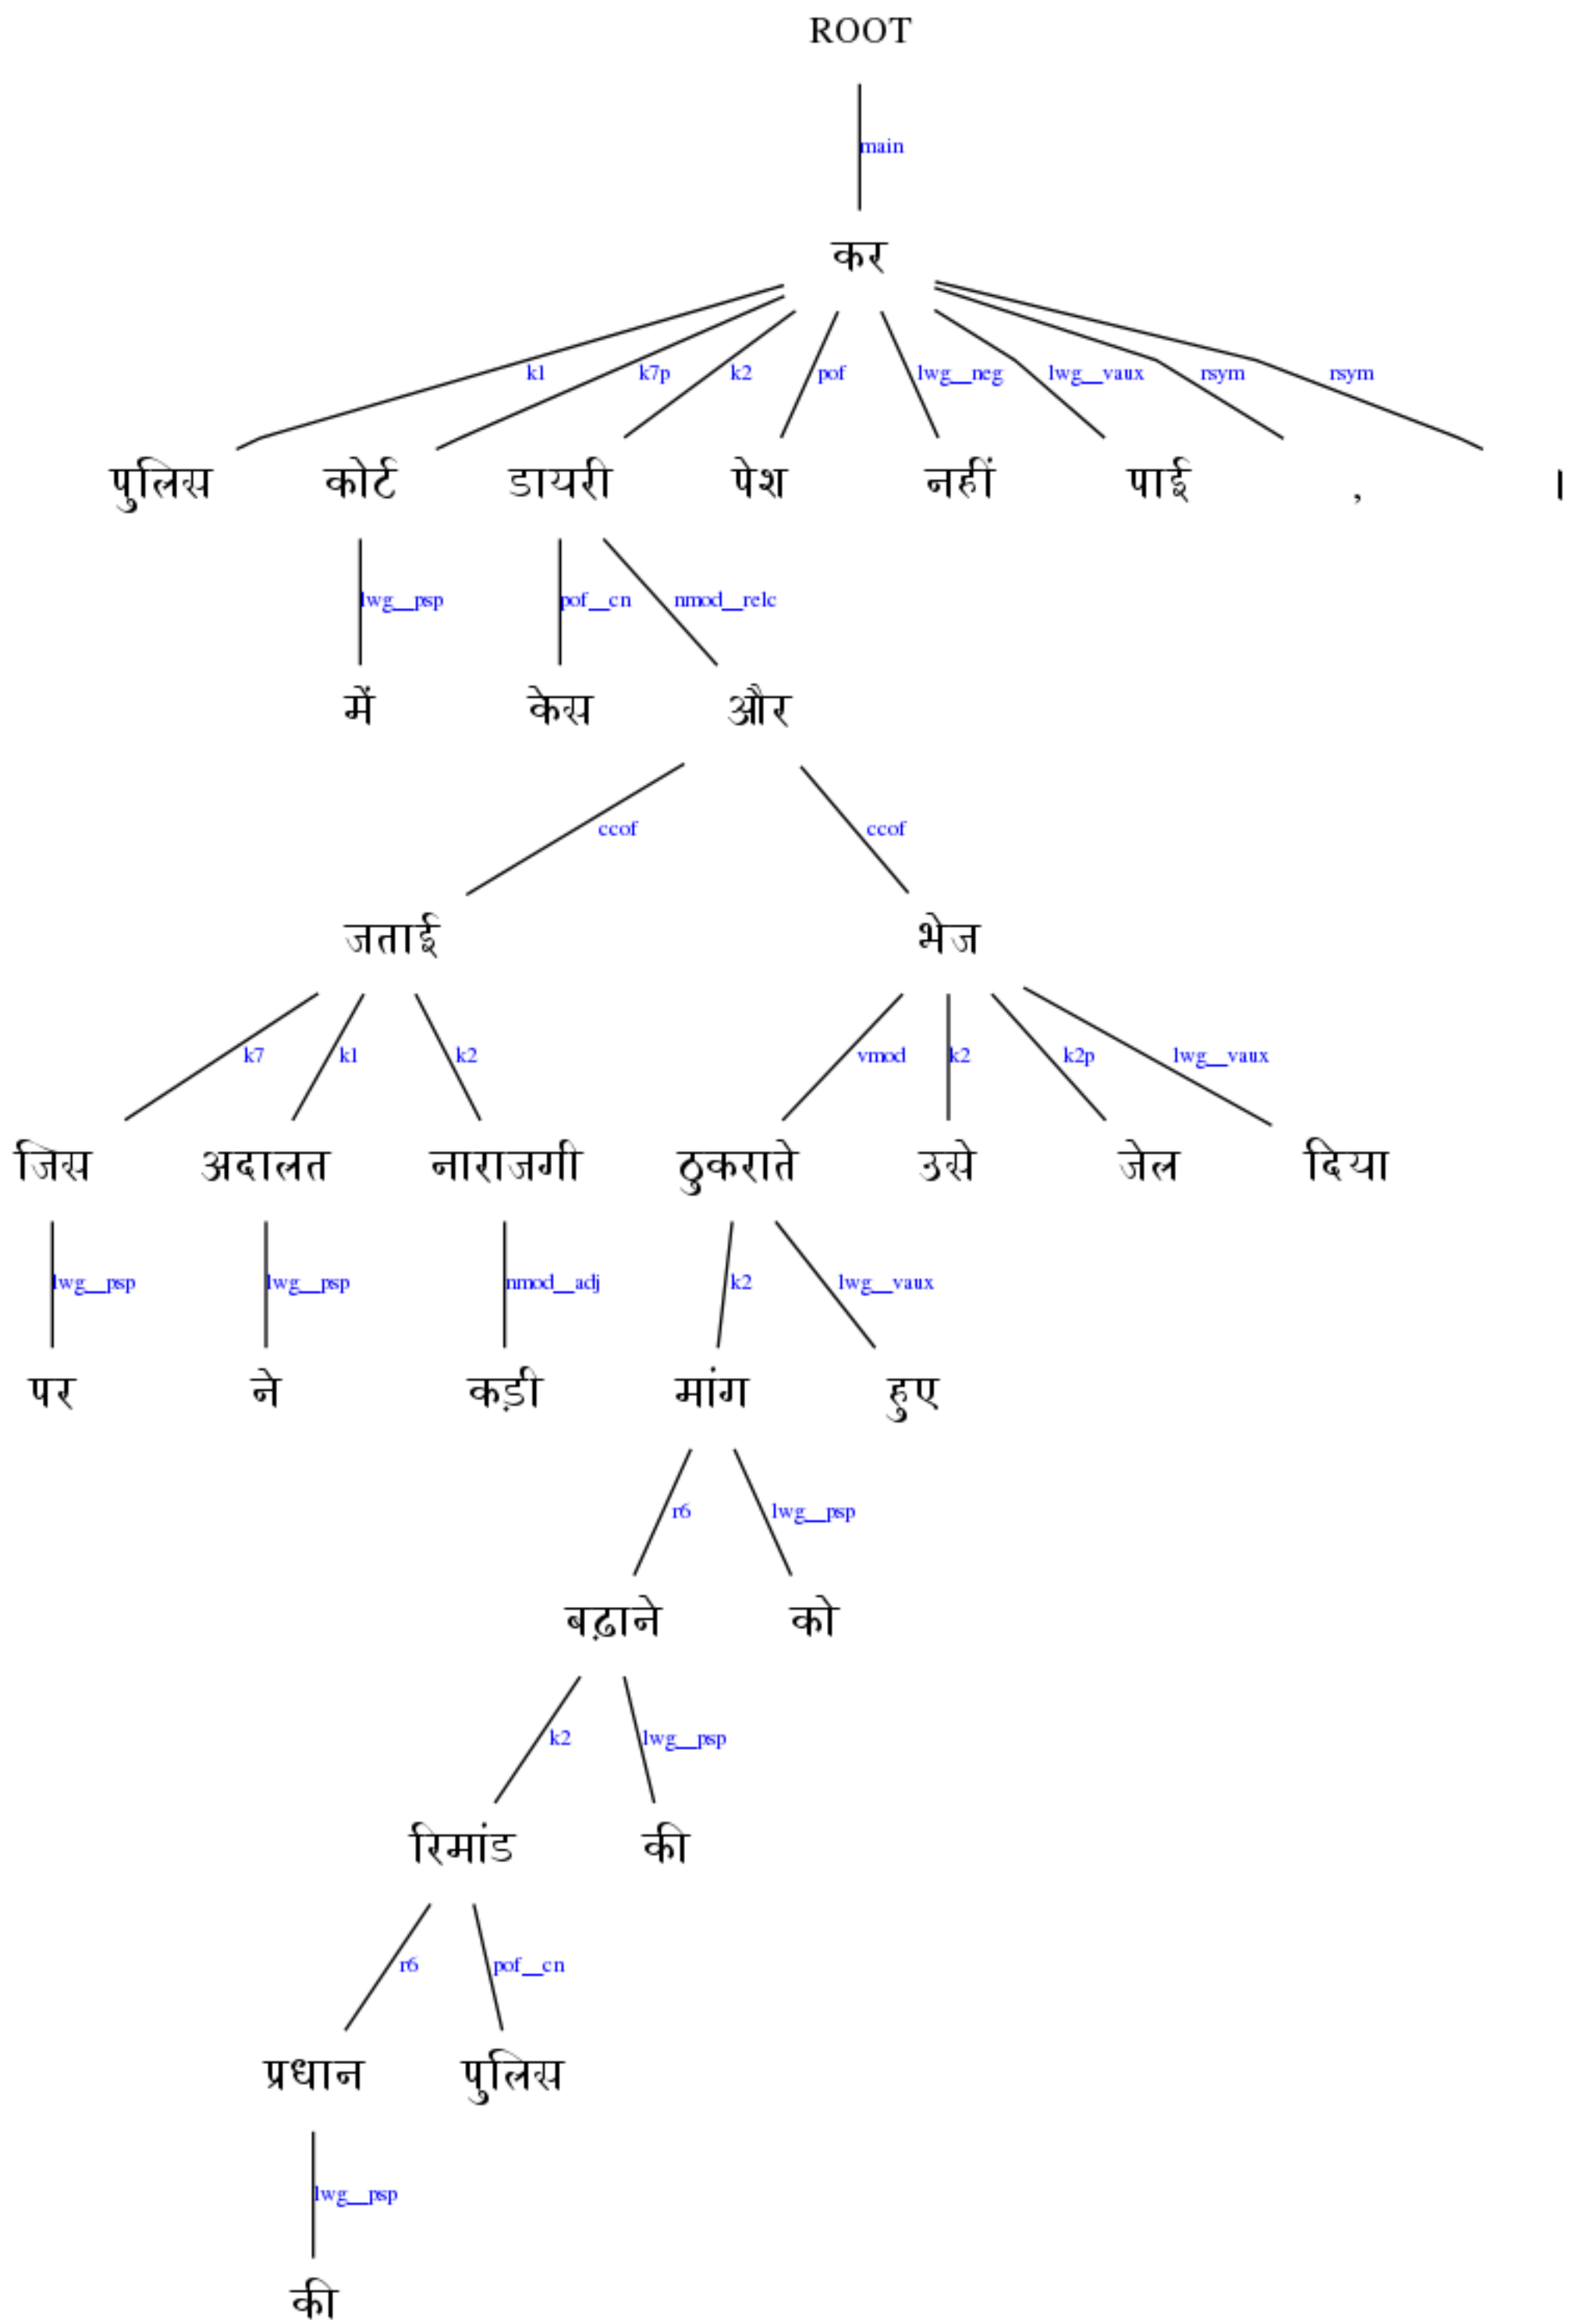 ROOT
main
कर
k1 k7p k2 pof lwg__neg lwg__vaux rsym rsym
पुलिस कोर्ट डायरी पेश नहीं पाई , ।
lwg__psp pof__cn nmod__relc
में केस और
ccof ccof
जताई भेज
k7 k1 k2 vmod k2 k2p lwg__vaux
जिस अदालत नाराजगी ठुकराते उसे जेल दिया
lwg__psp lwg__psp nmod__adj k2 lwg__vaux
पर ने कड़ी मांग हुए
r6 lwg__psp
बढ़ाने को
k2 lwg__psp
रिमांड की
r6 pof__cn
प्रधान पुलिस
lwg__psp
की